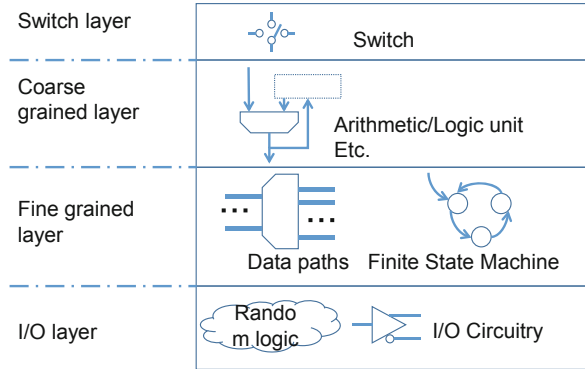 Switch layer
Switch
Coarse
grained layer
Arithmetic/Logic unit
Etc.
Fine grained
layer
Data paths
Finite State Machine
I/O layer
Rando
m logic
I/O Circuitry